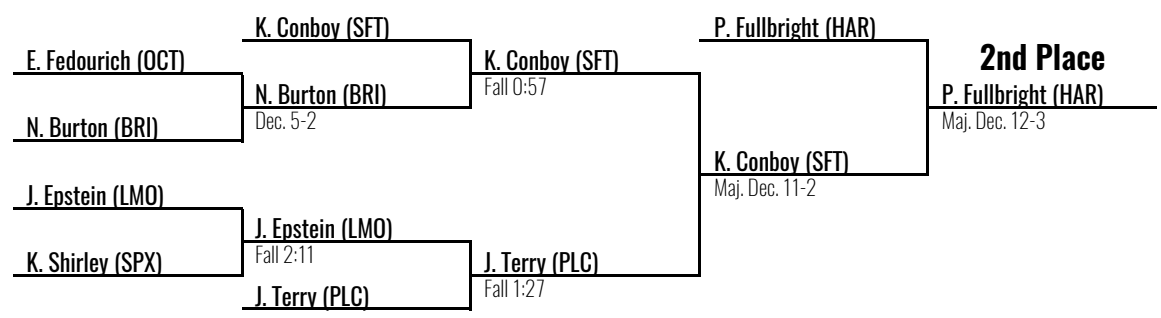 K. Conboy (SFT)
P. Fullbright (HAR)
E. Fedourich (OCT)
K. Conboy (SFT)
Fall 0:57
2nd Place
N. Burton (BRI)
Dec. 5-2
P. Fullbright (HAR)
Maj. Dec. 12-3
N. Burton (BRI)
K. Conboy (SFT)
Maj. Dec. 11-2
J. Epstein (LMO)
J. Epstein (LMO)
Fall 2:11
K. Shirley (SPX)
J. Terry (PLC)
Fall 1:27
J. Terry (PLC)